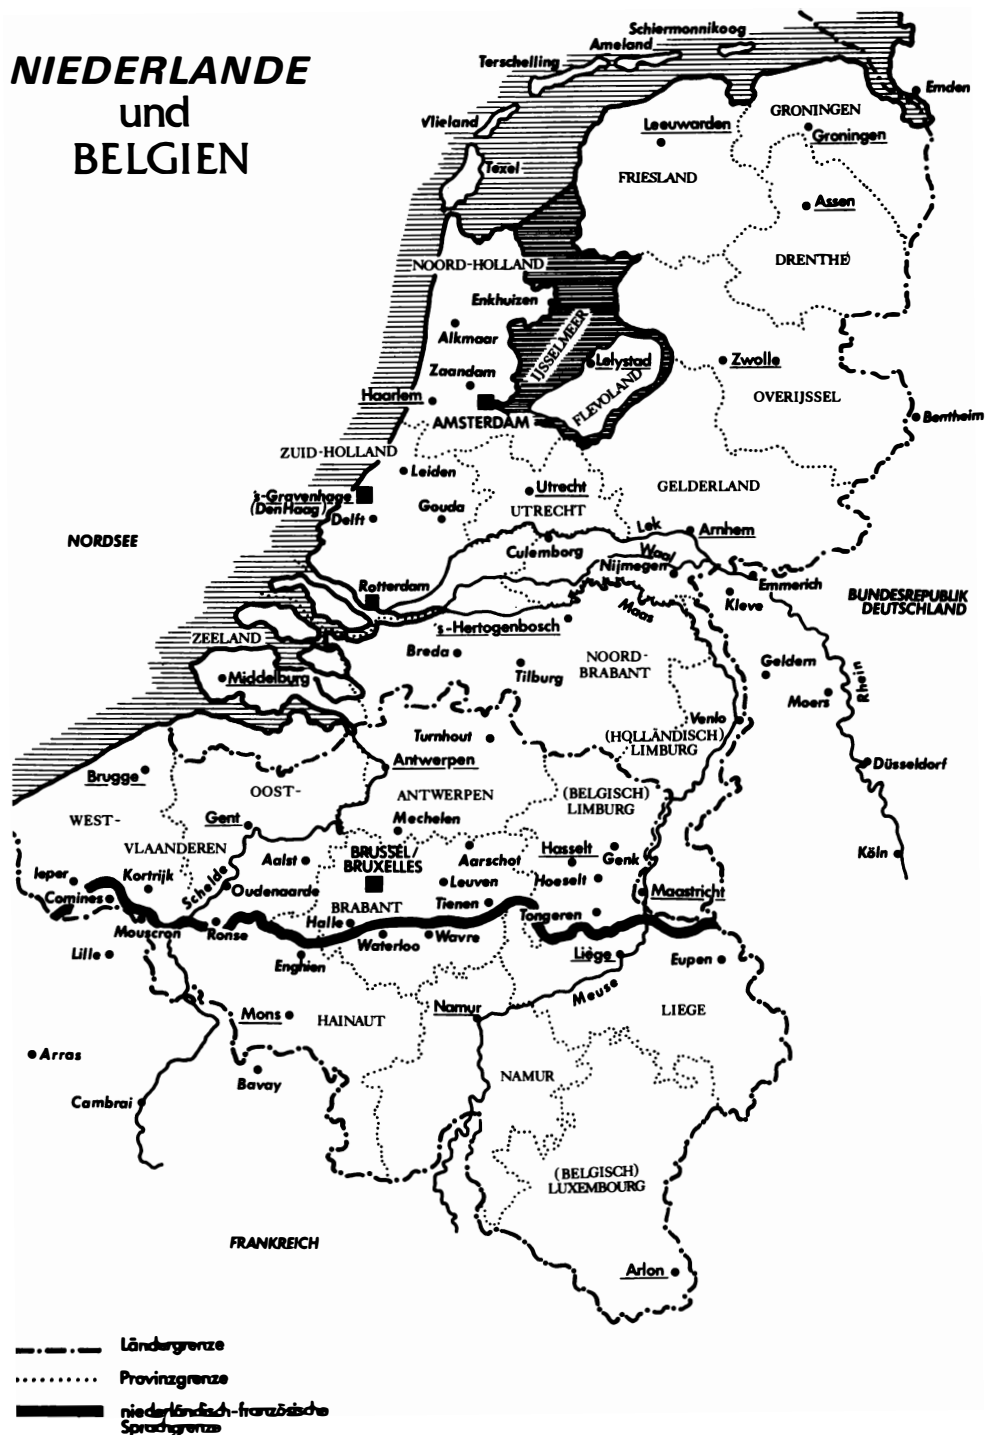 NIEDERLANDE
und
BELGIEN
Schiermonnikoog
Ameland
Terschelling
Vlieland
Texel
Emden
GRONINGEN
Groningen
Leeuwarden
FRIESLAND
Assen
DRENTHE
NOORD-HOLLAND
Enkhuizen
Alkmaar
IJSSELMEER
Zaandam
Lelystad
Zwolle
Haarlem
FLEVOLAND
OVERIJSSEL
AMSTERDAM
Bentheim
ZUID-HOLLAND
Leiden
Utrecht
GELDERLAND
's-Gravenhage
(Den Haag)
Gouda
UTRECHT
Delft
Lek
Arnhem
NORDSEE
Culemborg
Waal
Nijmegen
Rotterdam
Emmerich
Kleve
BUNDESREPUBLIK
DEUTSCHLAND
Maas
's-Hertogenbosch
ZEELAND
Breda
NOORD-
BRABANT
Geldern
Middelburg
Tilburg
Moers
Rhein
Venlo
Turnhout
(HOLLÄNDISCH)
LIMBURG
Antwerpen
Düsseldorf
Brugge
OOST-
ANTWERPEN
(BELGISCH)
LIMBURG
WEST-
Gent
Mechelen
VLAANDEREN
BRUSSEL/
BRUXELLES
Aalst
Aarschot
Hasselt
Genk
Köln
Ieper
Kortrijk
Schelde
Oudenaarde
Leuven
Hoeselt
Maastricht
Comines
BRABANT
Tienen
Tongeren
Mouscron
Ronse
Halle
Waterloo
Wavre
Lille
Enghien
Liège
Eupen
Meuse
Mons
HAINAUT
Namur
LIEGE
Arras
Bavay
NAMUR
Cambrai
(BELGISCH)
LUXEMBOURG
FRANKREICH
Arlon
Ländergrenze
Provinzgrenze
niederländisch-französische
Sprachgrenze